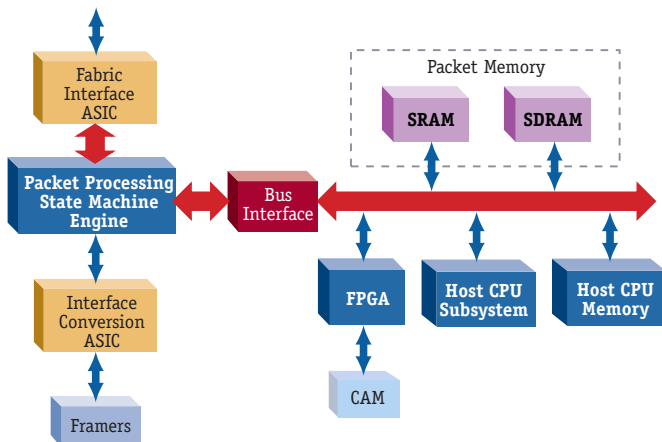 Fabric
Interface
ASIC
Packet Memory
SRAM
SDRAM
Packet Processing
State Machine
Engine
Bus
Interface
Interface
Conversion
ASIC
FPGA
Host CPU
Subsystem
Host CPU
Memory
Framers
CAM